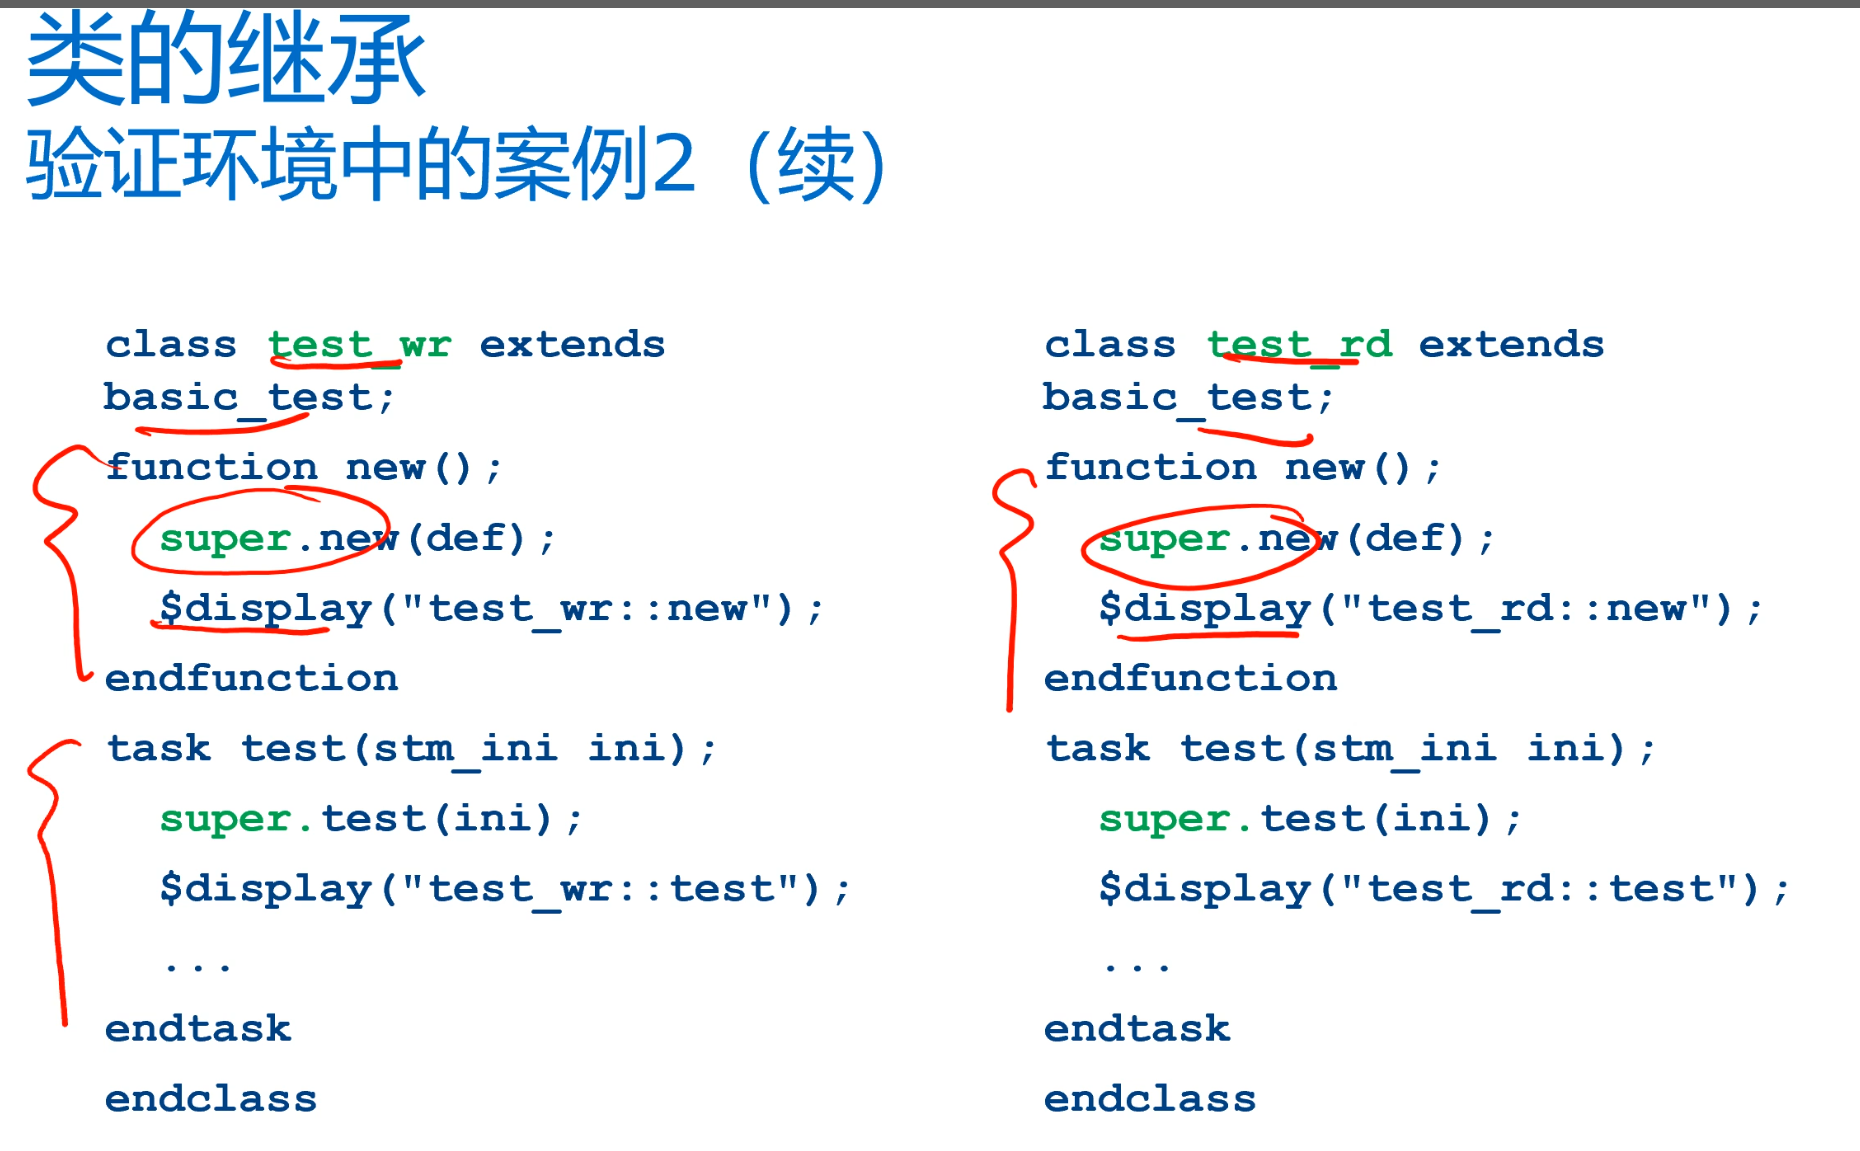 类的继承
验证环境中的案例2（续）
class test_wr extends
basic_test;
function new();
super.new(def);
$display("test_wr::new");
endfunction
task test(stm_ini ini);
super.test(ini);
$display("test_wr::test");
...
endtask
endclass
class test_rd extends
basic_test;
function new();
super.new(def);
$display("test_rd::new");
endfunction
task test(stm_ini ini);
super.test(ini);
$display("test_rd::test");
...
endtask
endclass